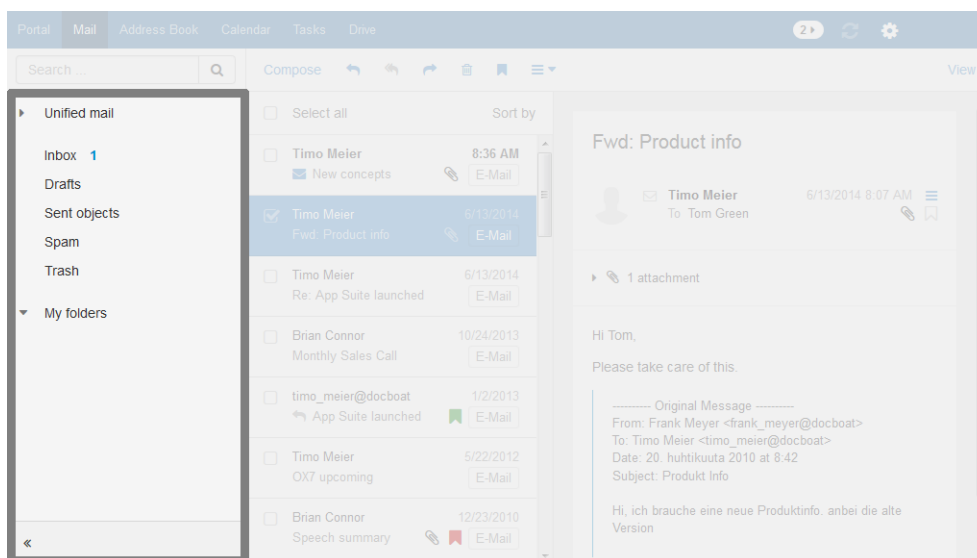 Portal Mail Address Book Calendar Tasks Drive 2
Search ... Compose View
Unified mail
Inbox 1
Drafts
Sent objects
Spam
Trash
My folders
Select all Sort by
Timo Meier 8:36 AM
New concepts E-Mail
Timo Meier 6/13/2014
Fwd: Product info E-Mail
Timo Meier 6/13/2014
Re: App Suite launched E-Mail
Brian Connor 10/24/2013
Monthly Sales Call E-Mail
timo_meier@docboat 1/2/2013
App Suite launched E-Mail
Timo Meier 5/22/2012
OX7 upcoming E-Mail
Brian Connor 12/23/2010
Speech summary E-Mail
Fwd: Product info
Timo Meier 6/13/2014 8:07 AM
To Tom Green
1 attachment
Hi Tom,
Please take care of this.
---------- Original Message ----------
From: Frank Meyer <frank_meyer@docboat>
To: Timo Meier <timo_meier@docboat>
Date: 20. huhtikuuta 2010 at 8:42
Subject: Produkt Info
Hi, ich brauche eine neue Produktinfo, anbei die alte
Version